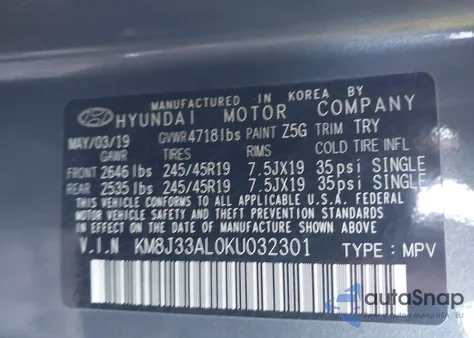 MANUFACTURED IN KOREA BY
HYUNDAI MOTOR COMPANY
MAY/03/19 GVWR4718lbs PAINT Z5G TRIM TRY
GAWR TIRES RIMS COLD TIRE INFL
FRONT 2646lbs 245/45R19 7.5JX19 35psi SINGLE
REAR 2535lbs 245/45R19 7.5JX19 35psi SINGLE
THIS VEHICLE CONFORMS TO ALL APPLICABLE U.S.A. FEDERAL
MOTOR VEHICLE SAFETY, BUMPER, AND THEFT PREVENTION
STANDARDS IN EFFECT ON THE DATE OF MANUFACTURE SHOWN ABOVE.
V.I.N KM8J33AL0KU032301 TYPE: MPV
autoSnap